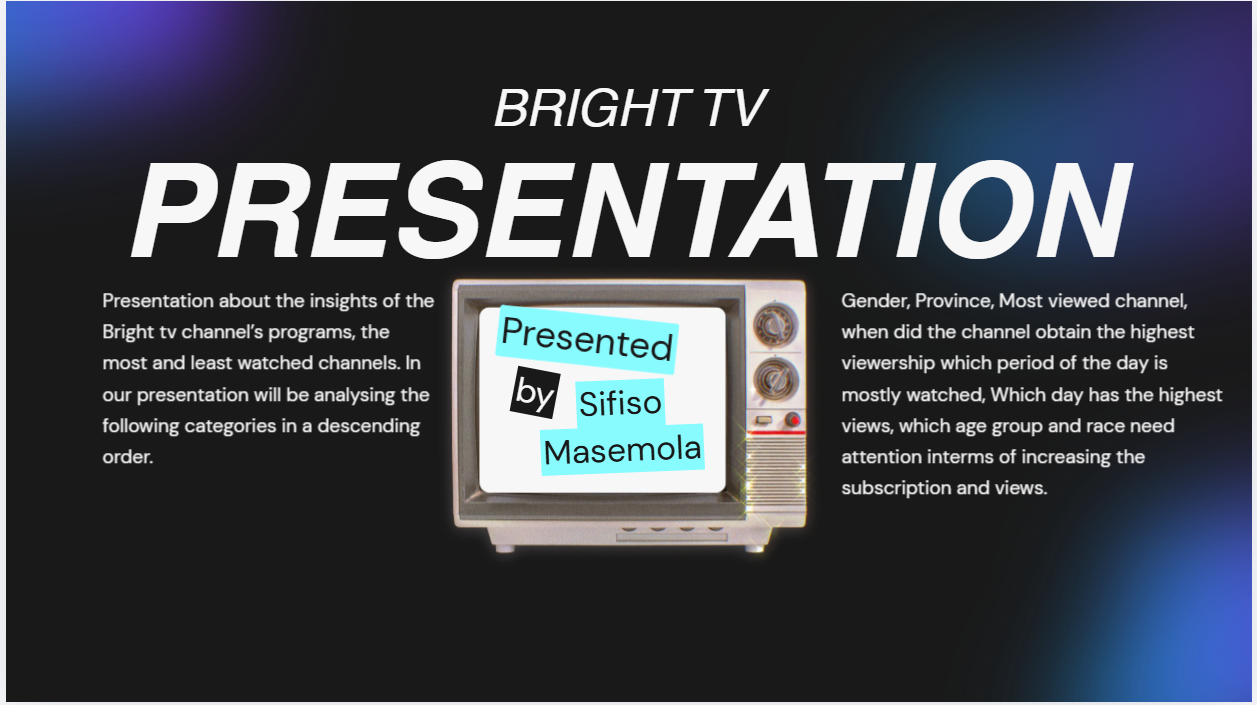 BRIGHT TV
PRESENTATION
Presentation about the insights of the
Bright tv channel’s programs, the
most and least watched channels. In
our presentation will be analysing the
following categories in a descending
order.
Presented
by Sifiso
Masemola
Gender, Province, Most viewed channel,
when did the channel obtain the highest
viewership which period of the day is
mostly watched, Which day has the highest
views, which age group and race need
attention interms of increasing the
subscription and views.